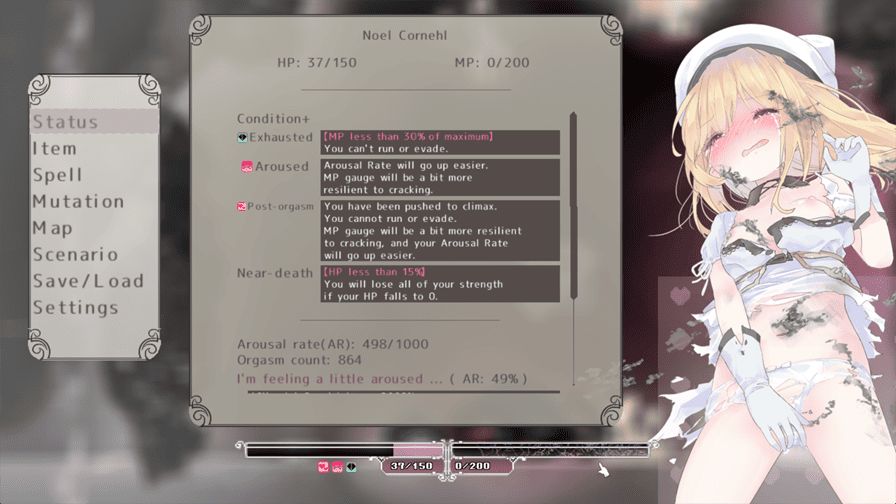 Noel Cornehl
HP: 37/150
MP: 0/200
Status
Item
Spell
Mutation
Map
Scenario
Save/Load
Settings
Condition+
Exhausted
【MP less than 30% of maximum】
You can't run or evade.
Aroused
Arousal Rate will go up easier.
MP gauge will be a bit more
resilient to cracking.
Post-orgasm
You have been pushed to climax.
You cannot run or evade.
MP gauge will be a bit more resilient
to cracking, and your Arousal Rate
will go up easier.
Near-death
【HP less than 15%】
You will lose all of your strength
if your HP falls to 0.
Arousal rate(AR): 498/1000
Orgasm count: 864
I'm feeling a little aroused ... ( AR: 49% )
37/150
0/200